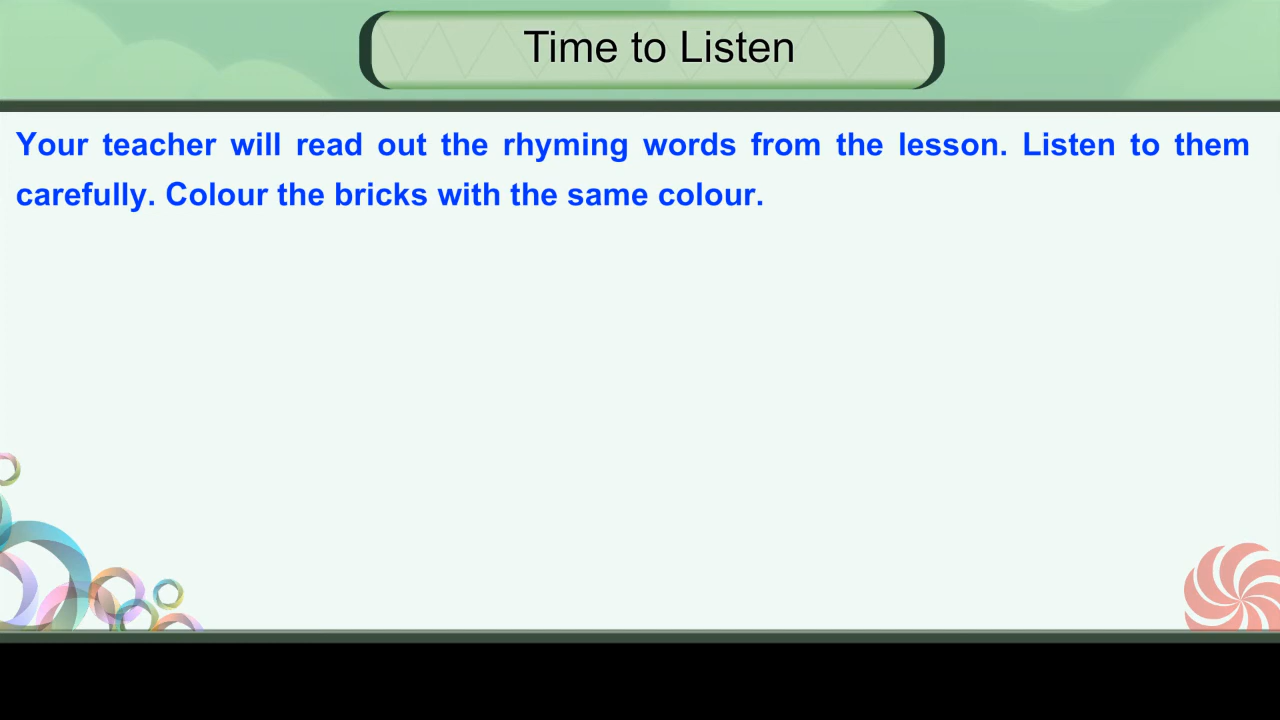 Time to Listen
Your teacher will read out the rhyming words from the lesson. Listen to them
carefully. Colour the bricks with the same colour.